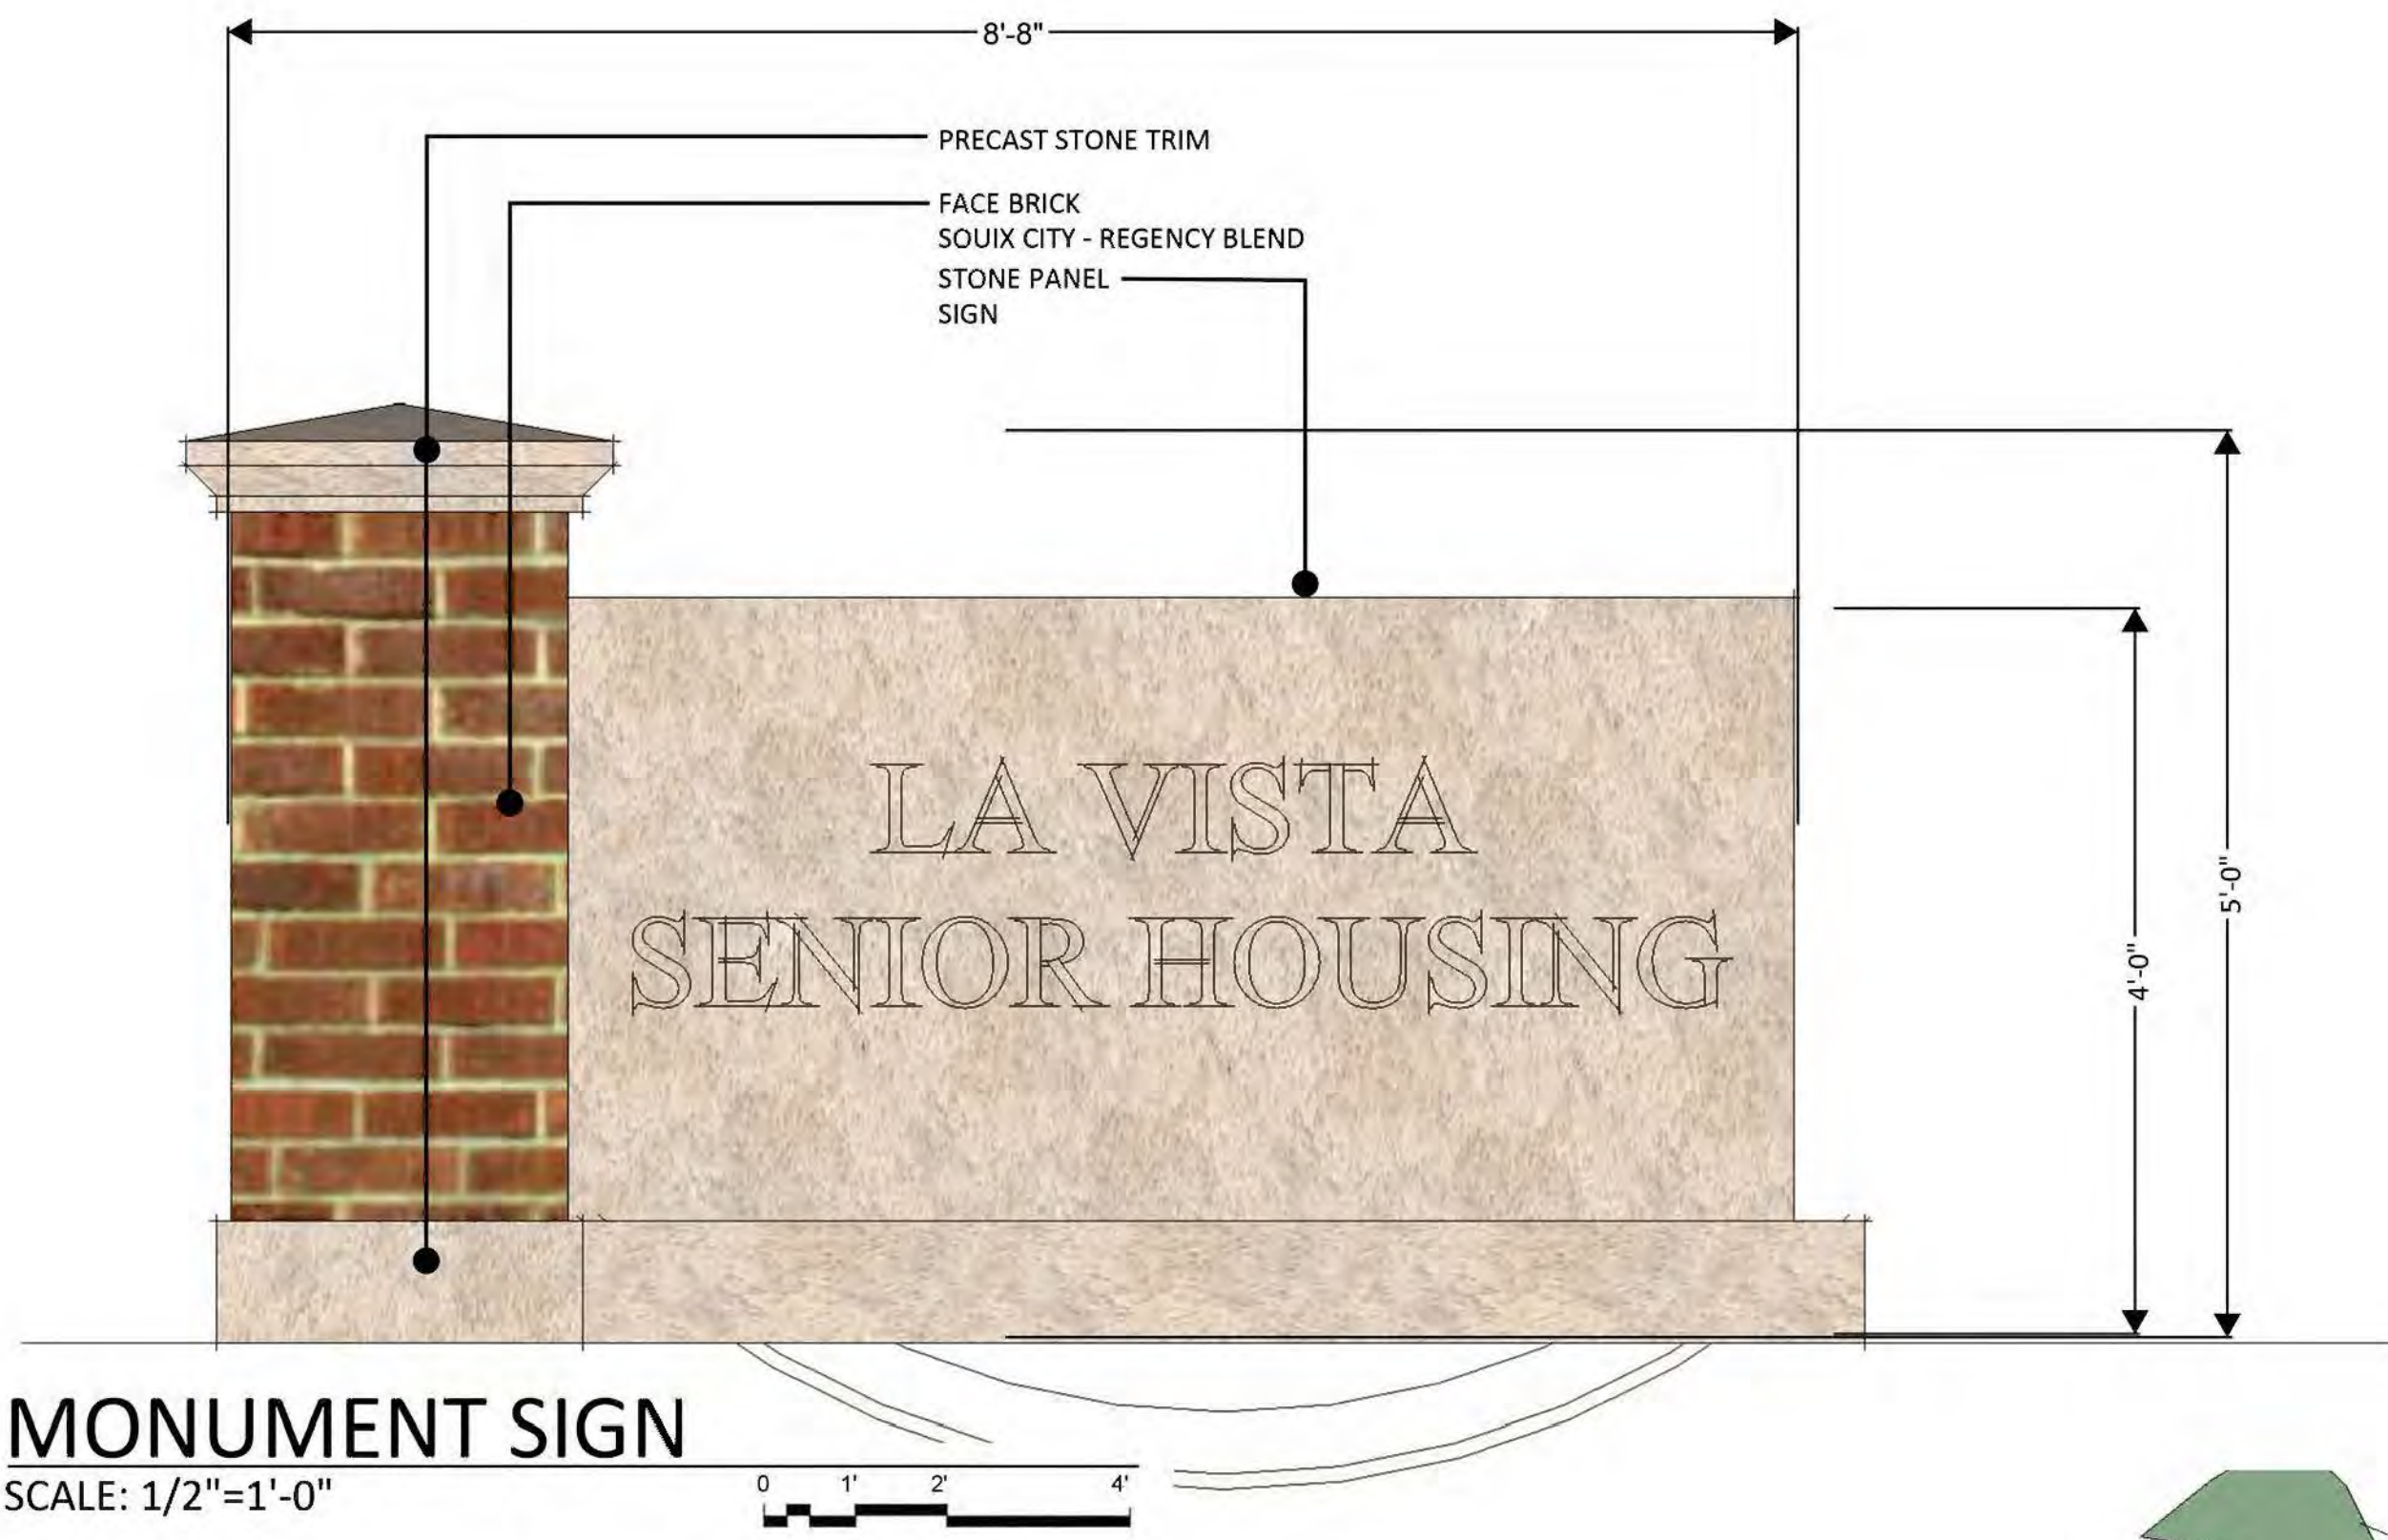 8'-8"
PRECAST STONE TRIM
FACE BRICK
SOUIX CITY - REGENCY BLEND
STONE PANEL
SIGN
LA VISTA
SENIOR HOUSING
4'-0"
5'-0"
MONUMENT SIGN
SCALE: 1/2"=1'-0"
0 1' 2' 4'